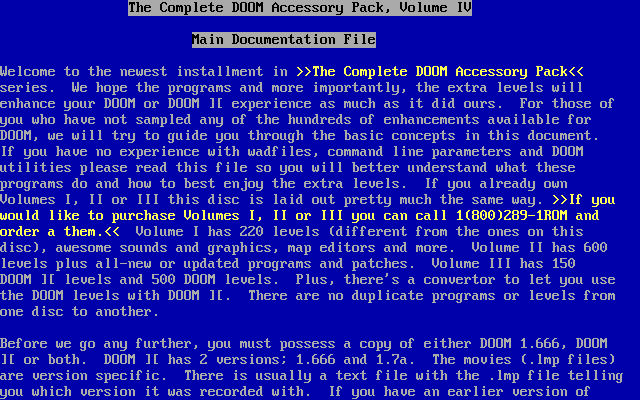 The Complete DOOM Accessory Pack, Volume IV
Main Documentation File
Welcome to the newest installment in >>The Complete DOOM Accessory Pack<<
series.  We hope the programs and more importantly, the extra levels will
enhance your DOOM or DOOM ][ experience as much as it did ours.  For those of
you who have not sampled any of the hundreds of enhancements available for
DOOM, we will try to guide you through the basic concepts in this document.
If you have no experience with wadfiles, command line parameters and DOOM
utilities please read this file so you will better understand what these
programs do and how to best enjoy the extra levels.  If you already own
Volumes I, II or III this disc is laid out pretty much the same way. >>If you
would like to purchase Volumes I, II or III you can call 1(800)289-1ROM and
order a them.<<  Volume I has 220 levels (different from the ones on this
disc), awesome sounds and graphics, map editors and more.  Volume II has 600
levels plus all-new or updated programs and patches.  Volume III has 150
DOOM ][ levels and 500 DOOM levels.  Plus, there's a convertor to let you use
the DOOM levels with DOOM ][.  There are no duplicate programs or levels from
one disc to another.
Before we go any further, you must possess a copy of either DOOM 1.666, DOOM
][ or both.  DOOM ][ has 2 versions; 1.666 and 1.7a.  The movies (.lmp files)
are version specific.  There is usually a text file with the .lmp file telling
you which version it was recorded with.  If you have an earlier version of